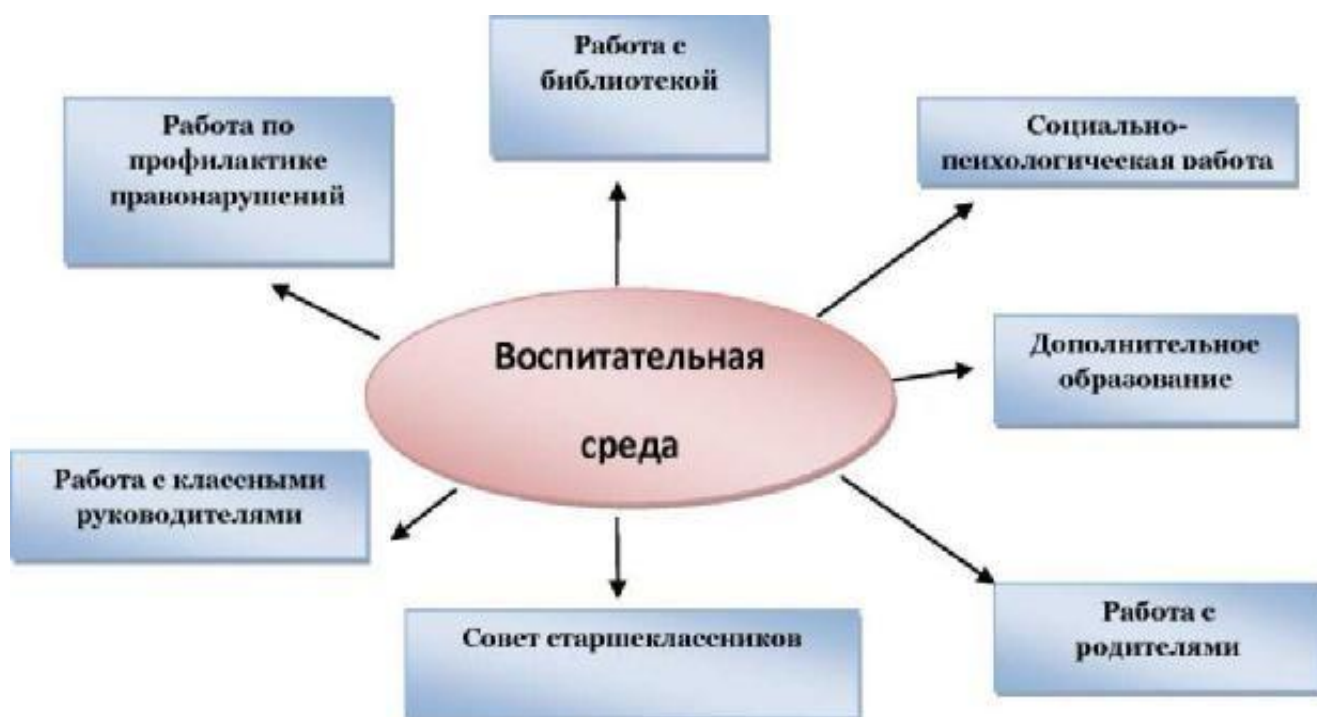 Работа с
библиотекой
Работа по
профилактике
правонарушений
Социально-
психологическая работа
Воспитательная
среда
Дополнительное
образование
Работа с классными
руководителями
Совет старшеклассников
Работа с
родителями